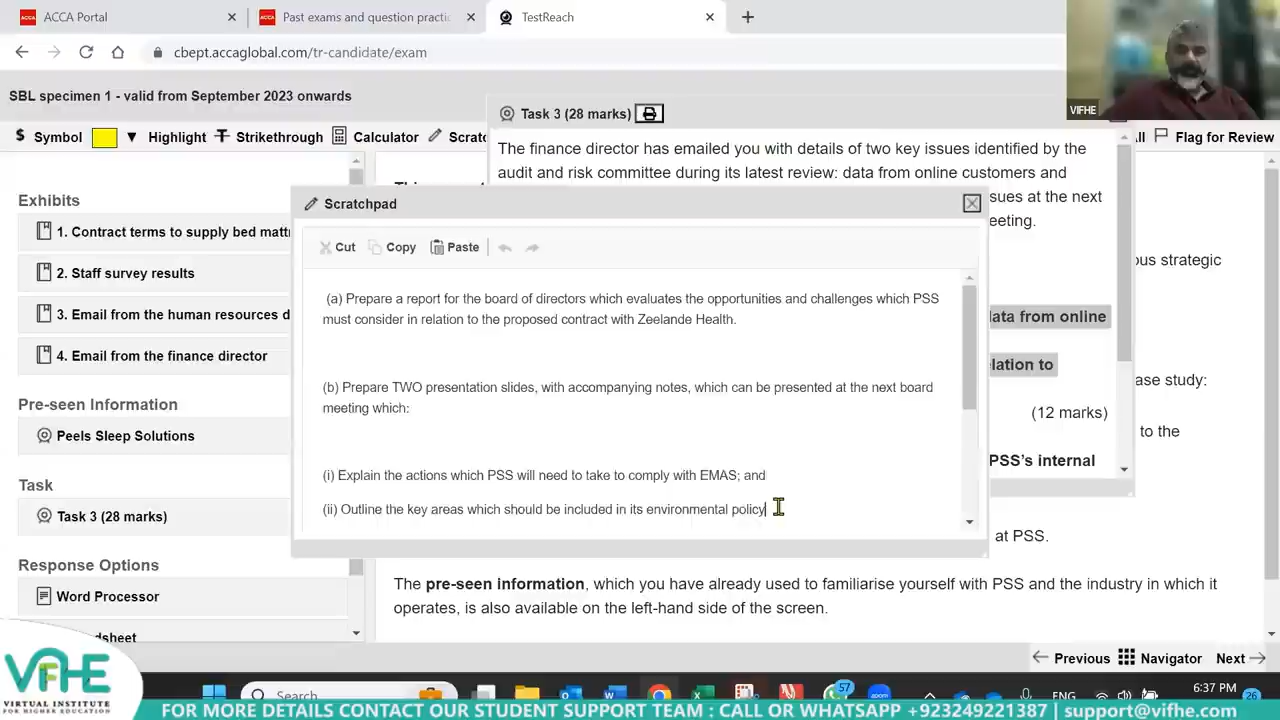 ACCA Portal
Past exams and question practic
TestReach
cbept.accaglobal.com/tr-candidate/exam
VIFHE
SBL specimen 1 - valid from September 2023 onwards
Symbol
Highlight
Strikethrough
Calculator
Scratc
Flag for Review
Task 3 (28 marks)
The finance director has emailed you with details of two key issues identified by the
audit and risk committee during its latest review: data from online customers and
sues at the next
eeting.
ous strategic
ata from online
lation to
ase study:
(12 marks)
to the
PSS's internal
at PSS.
Exhibits
1. Contract terms to supply bed mattr
2. Staff survey results
3. Email from the human resources d
4. Email from the finance director
Pre-seen Information
Peels Sleep Solutions
Task
Task 3 (28 marks)
Response Options
Word Processor
Scratchpad
Cut
Copy
Paste
(a) Prepare a report for the board of directors which evaluates the opportunities and challenges which PSS
must consider in relation to the proposed contract with Zeelande Health.
(b) Prepare TWO presentation slides, with accompanying notes, which can be presented at the next board
meeting which:
(i) Explain the actions which PSS will need to take to comply with EMAS; and
(ii) Outline the key areas which should be included in its environmental policy
The pre-seen information, which you have already used to familiarise yourself with PSS and the industry in which it
operates, is also available on the left-hand side of the screen.
Previous
Navigator
Next
Search
57
ENG
6:37 PM
26
VFHE
VIRTUAL INSTITUTE
FOR HIGHER EDUCATION
FOR MORE DETAILS CONTACT OUR STUDENT SUPPORT TEAM : CALL OR WHATSAPP +923249221387 | support@vifhe.com